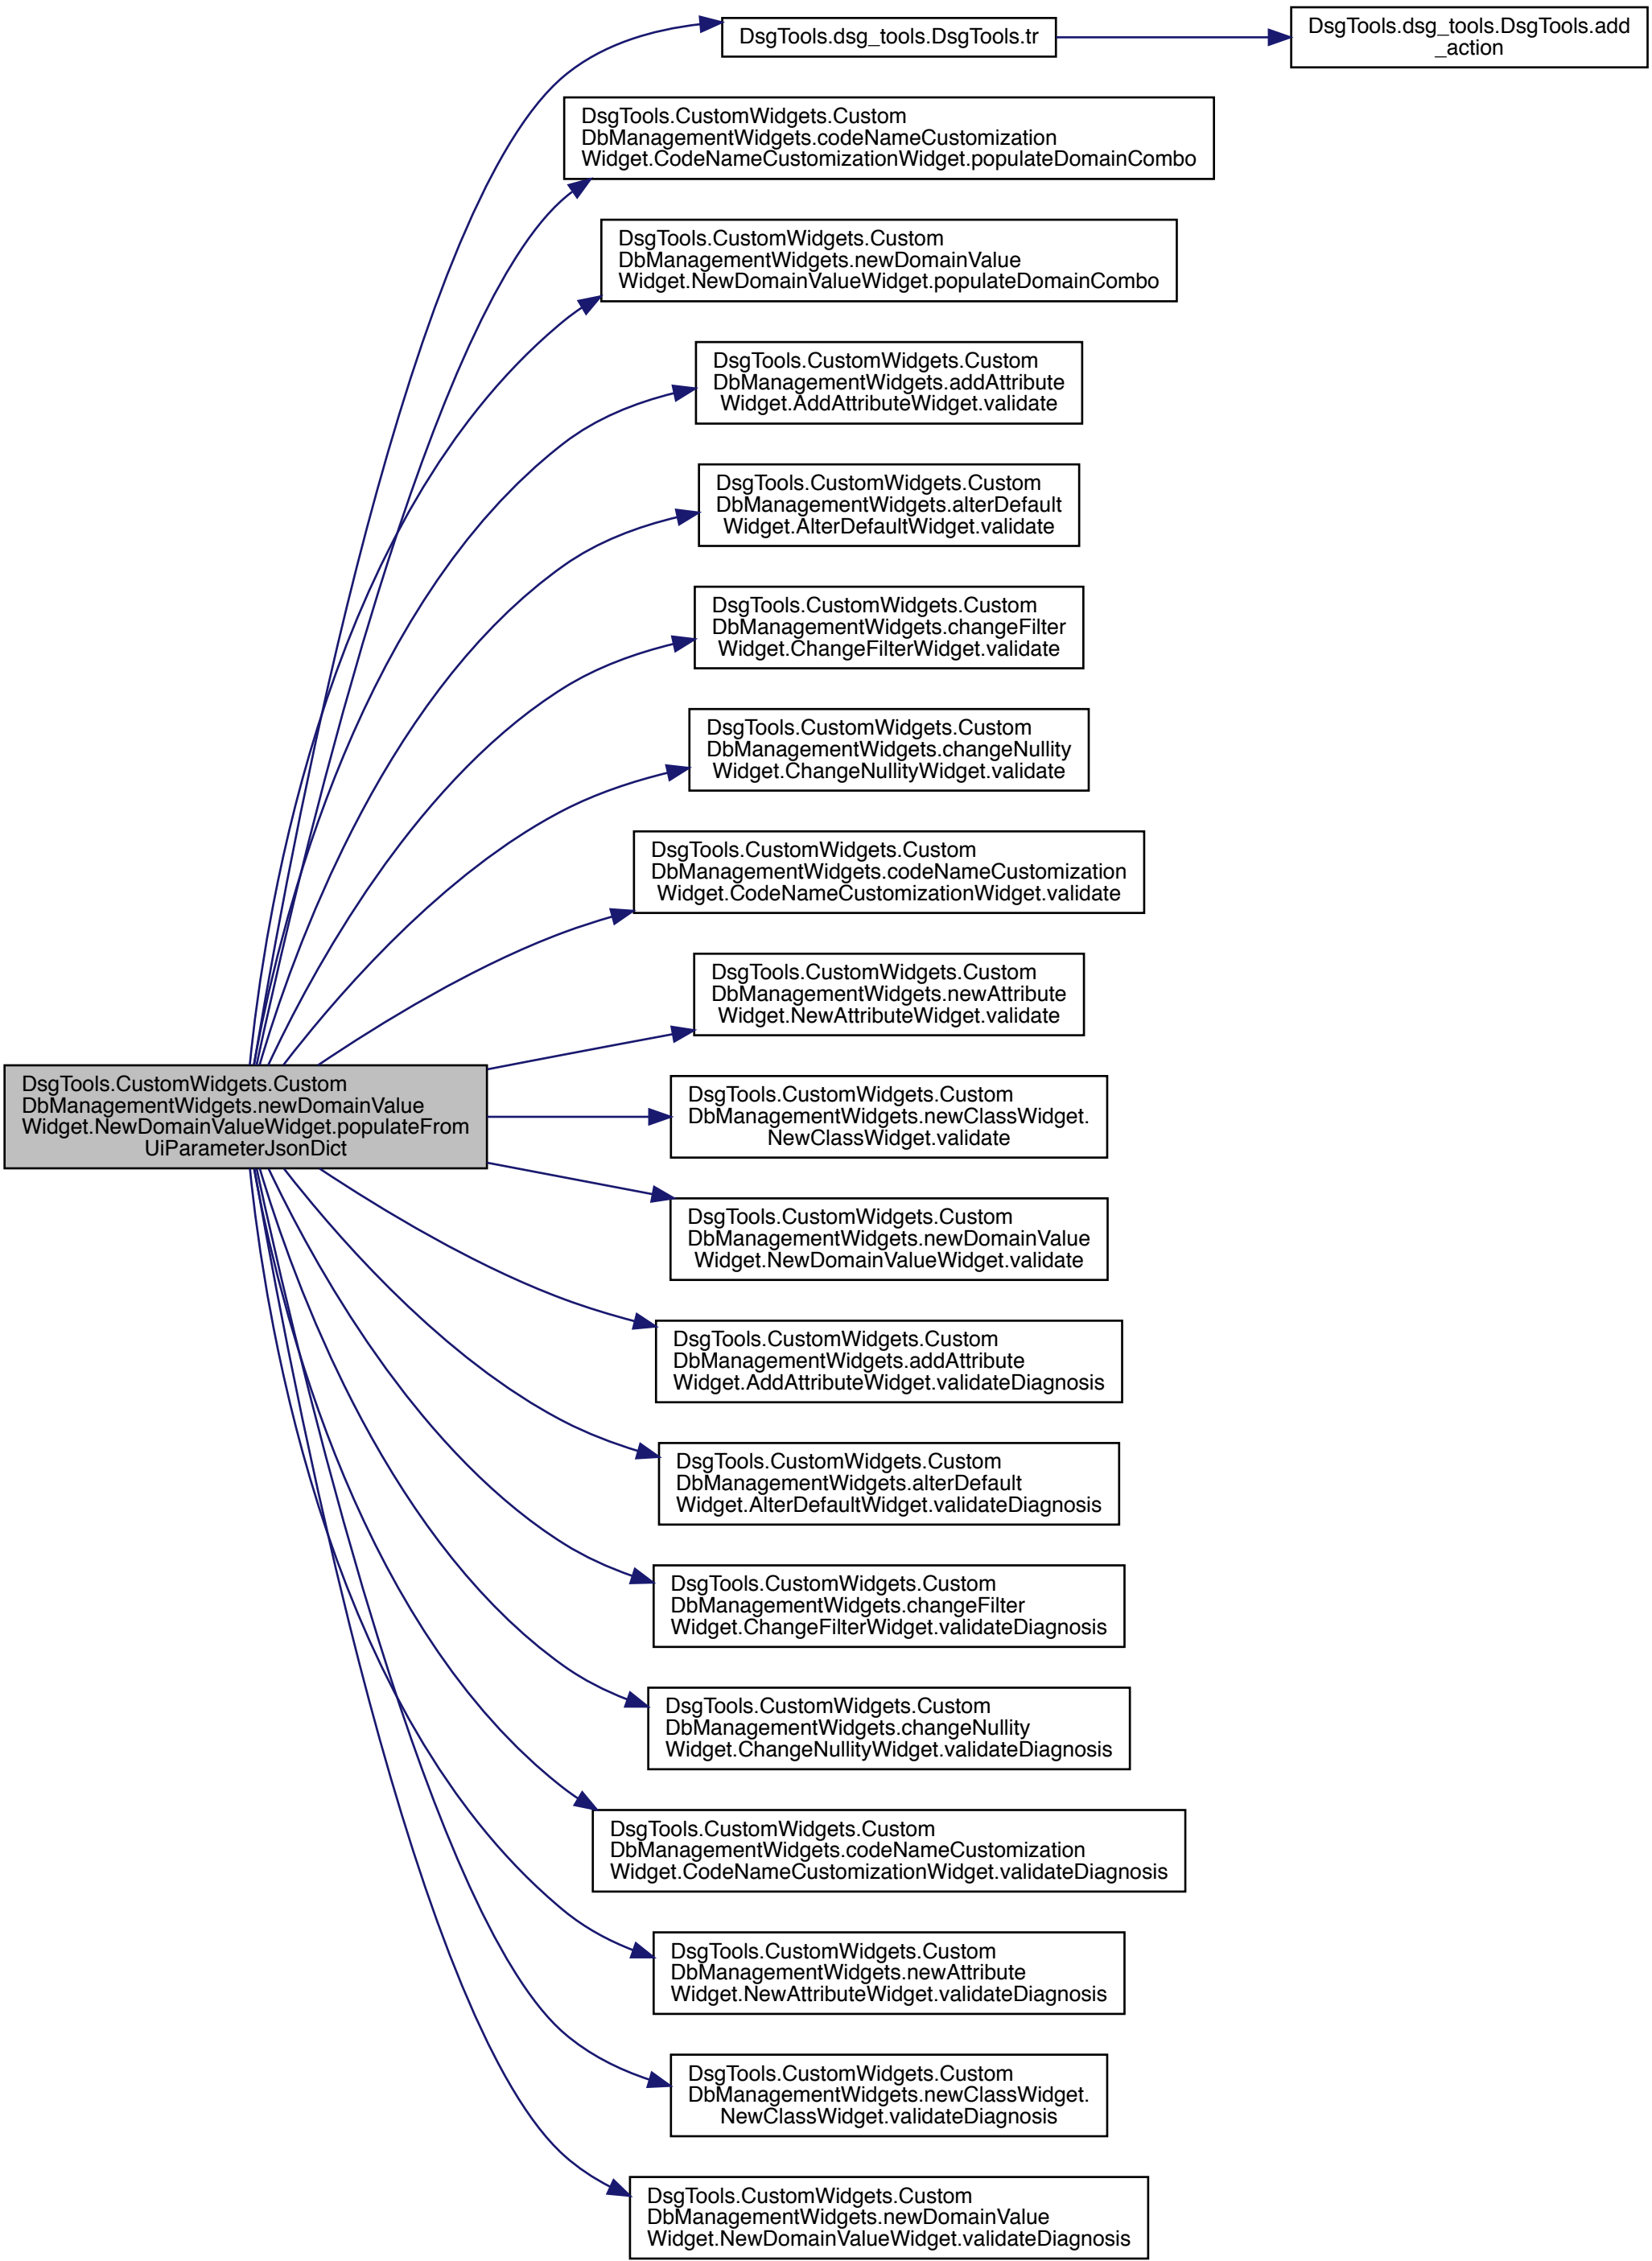 DsgTools.dsg_tools.DsgTools.tr
DsgTools.dsg_tools.DsgTools.add
_action
DsgTools.CustomWidgets.Custom
DbManagementWidgets.codeNameCustomization
Widget.CodeNameCustomizationWidget.populateDomainCombo
DsgTools.CustomWidgets.Custom
DbManagementWidgets.newDomainValue
Widget.NewDomainValueWidget.populateDomainCombo
DsgTools.CustomWidgets.Custom
DbManagementWidgets.addAttribute
Widget.AddAttributeWidget.validate
DsgTools.CustomWidgets.Custom
DbManagementWidgets.alterDefault
Widget.AlterDefaultWidget.validate
DsgTools.CustomWidgets.Custom
DbManagementWidgets.changeFilter
Widget.ChangeFilterWidget.validate
DsgTools.CustomWidgets.Custom
DbManagementWidgets.changeNullity
Widget.ChangeNullityWidget.validate
DsgTools.CustomWidgets.Custom
DbManagementWidgets.codeNameCustomization
Widget.CodeNameCustomizationWidget.validate
DsgTools.CustomWidgets.Custom
DbManagementWidgets.newAttribute
Widget.NewAttributeWidget.validate
DsgTools.CustomWidgets.Custom
DbManagementWidgets.newDomainValue
Widget.NewDomainValueWidget.populateFrom
UiParameterJsonDict
DsgTools.CustomWidgets.Custom
DbManagementWidgets.newClassWidget.
NewClassWidget.validate
DsgTools.CustomWidgets.Custom
DbManagementWidgets.newDomainValue
Widget.NewDomainValueWidget.validate
DsgTools.CustomWidgets.Custom
DbManagementWidgets.addAttribute
Widget.AddAttributeWidget.validateDiagnosis
DsgTools.CustomWidgets.Custom
DbManagementWidgets.alterDefault
Widget.AlterDefaultWidget.validateDiagnosis
DsgTools.CustomWidgets.Custom
DbManagementWidgets.changeFilter
Widget.ChangeFilterWidget.validateDiagnosis
DsgTools.CustomWidgets.Custom
DbManagementWidgets.changeNullity
Widget.ChangeNullityWidget.validateDiagnosis
DsgTools.CustomWidgets.Custom
DbManagementWidgets.codeNameCustomization
Widget.CodeNameCustomizationWidget.validateDiagnosis
DsgTools.CustomWidgets.Custom
DbManagementWidgets.newAttribute
Widget.NewAttributeWidget.validateDiagnosis
DsgTools.CustomWidgets.Custom
DbManagementWidgets.newClassWidget.
NewClassWidget.validateDiagnosis
DsgTools.CustomWidgets.Custom
DbManagementWidgets.newDomainValue
Widget.NewDomainValueWidget.validateDiagnosis